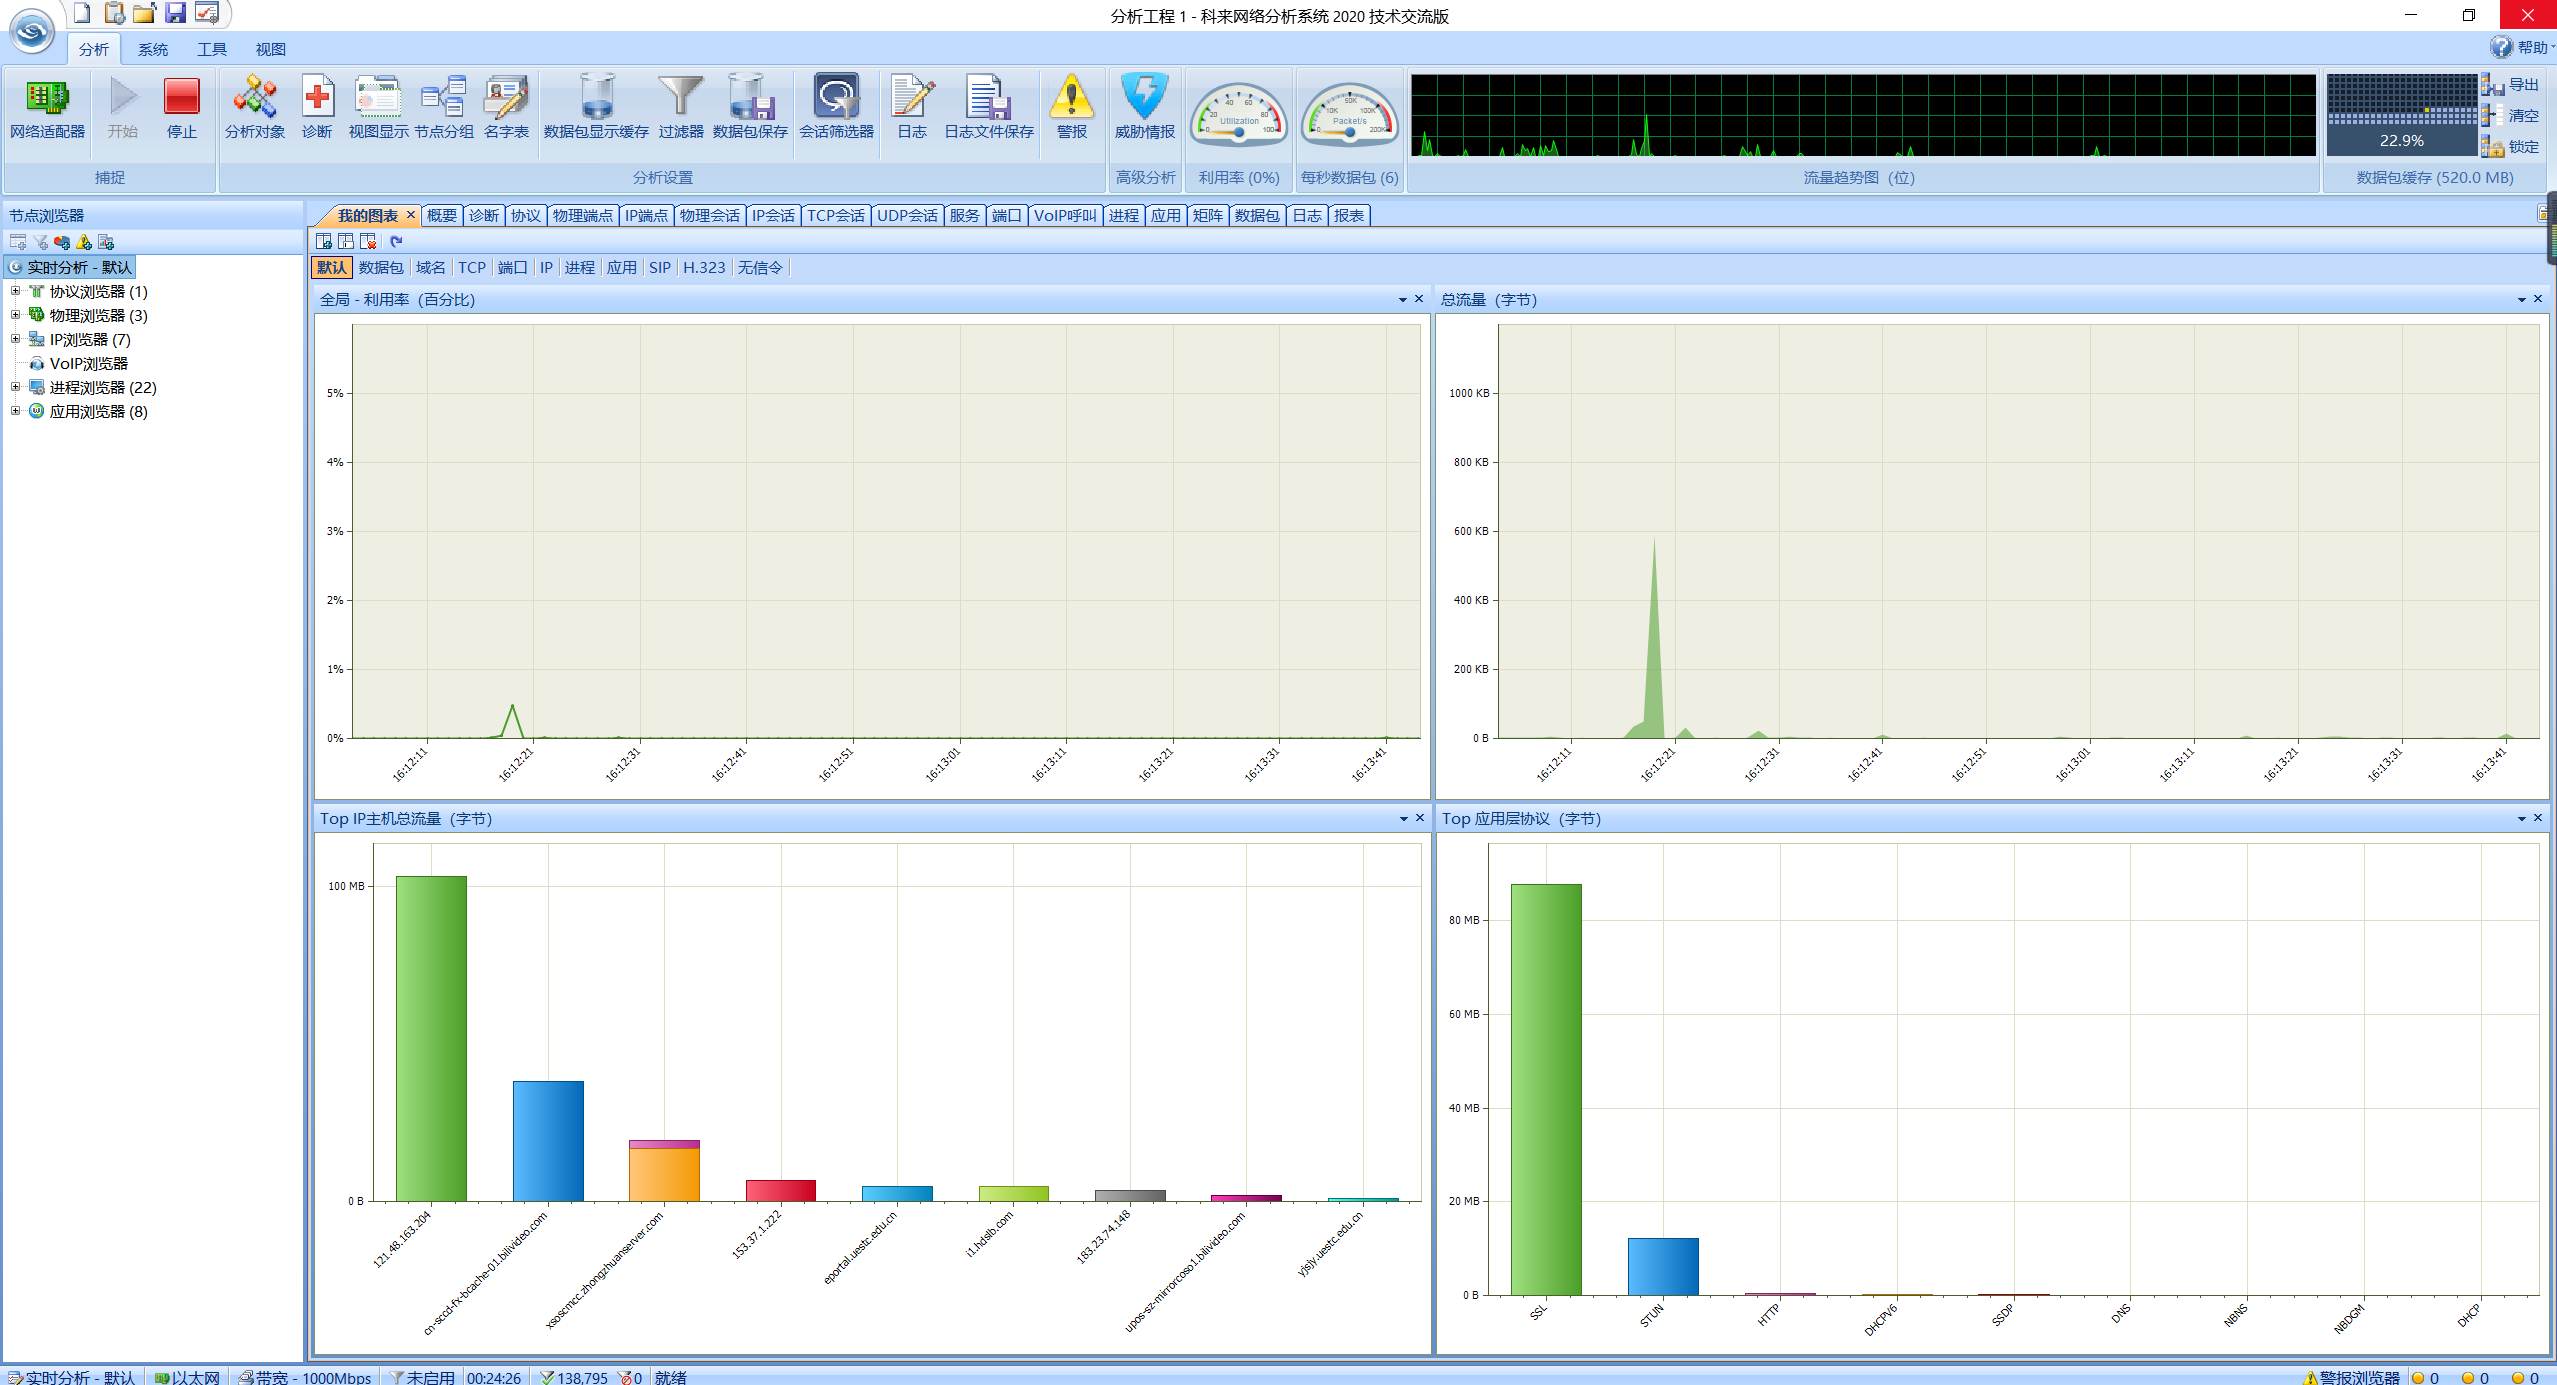 分析工程 1 - 科来网络分析系统 2020 技术交流版
分析 系统 工具 视图 帮助
网络适配器 开始 停止 分析对象 诊断 视图显示 节点分组 名字表 数据包显示缓存 过滤器 数据包保存 会话筛选器 日志 日志文件保存 警报 威胁情报
0 20 40 60 80 100 Utilization
0 10K 50K 100K 200K Packet/s
22.9%
导出
清空
锁定
捕捉 分析设置 高级分析 利用率 (0%) 每秒数据包 (6) 流量趋势图（位） 数据包缓存 (520.0 MB)
节点浏览器
实时分析 - 默认
协议浏览器 (1)
物理浏览器 (3)
IP浏览器 (7)
VoIP浏览器
进程浏览器 (22)
应用浏览器 (8)
我的图表 概要 诊断 协议 物理端点 IP端点 物理会话 IP会话 TCP会话 UDP会话 服务 端口 VoIP呼叫 进程 应用 矩阵 数据包 日志 报表
默认 数据包 域名 TCP 端口 IP 进程 应用 SIP H.323 无信令
全局 - 利用率（百分比）
5%
4%
3%
2%
1%
0%
16:12:11 16:12:21 16:12:31 16:12:41 16:12:51 16:13:01 16:13:11 16:13:21 16:13:31 16:13:41
总流量（字节）
1000 KB
800 KB
600 KB
400 KB
200 KB
0 B
16:12:11 16:12:21 16:12:31 16:12:41 16:12:51 16:13:01 16:13:11 16:13:21 16:13:31 16:13:41
Top IP主机总流量（字节）
100 MB
0 B
121.48.163.204 cn-sccd-fx-bcache-01.bilivideo.com xsoscmcc.zhongzhuanserver.com 153.37.1.222 eportal.uestc.edu.cn i1.hdslb.com 183.23.74.148 upos-sz-mirrorcoso1.bilivideo.com yjsjy.uestc.edu.cn
Top 应用层协议（字节）
80 MB
60 MB
40 MB
20 MB
0 B
SSL STUN HTTP DHCPV6 SSDP DNS NBNS NBDGM DHCP
实时分析 - 默认 以太网 带宽 - 1000Mbps 未启用 00:24:26 138,795 0 就绪 警报浏览器 0 0 0